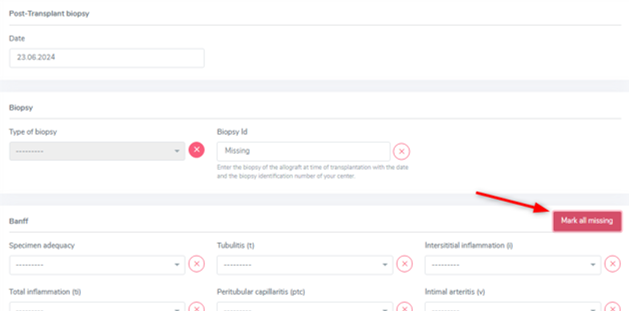 Post-Transplant biopsy
Date
23.06.2024
Biopsy
Type of biopsy
Biopsy Id
---------
Missing
Enter the biopsy of the allograft at time of transplantation with the date
and the biopsy identification number of your center.
Banff
Mark all missing
Specimen adequacy
Tubulitis (t)
Intersititial inflammation (i)
---------
---------
---------
Total inflammation (ti)
Peritubular capillaritis (ptc)
Intimal arteritis (v)
---------
---------
---------